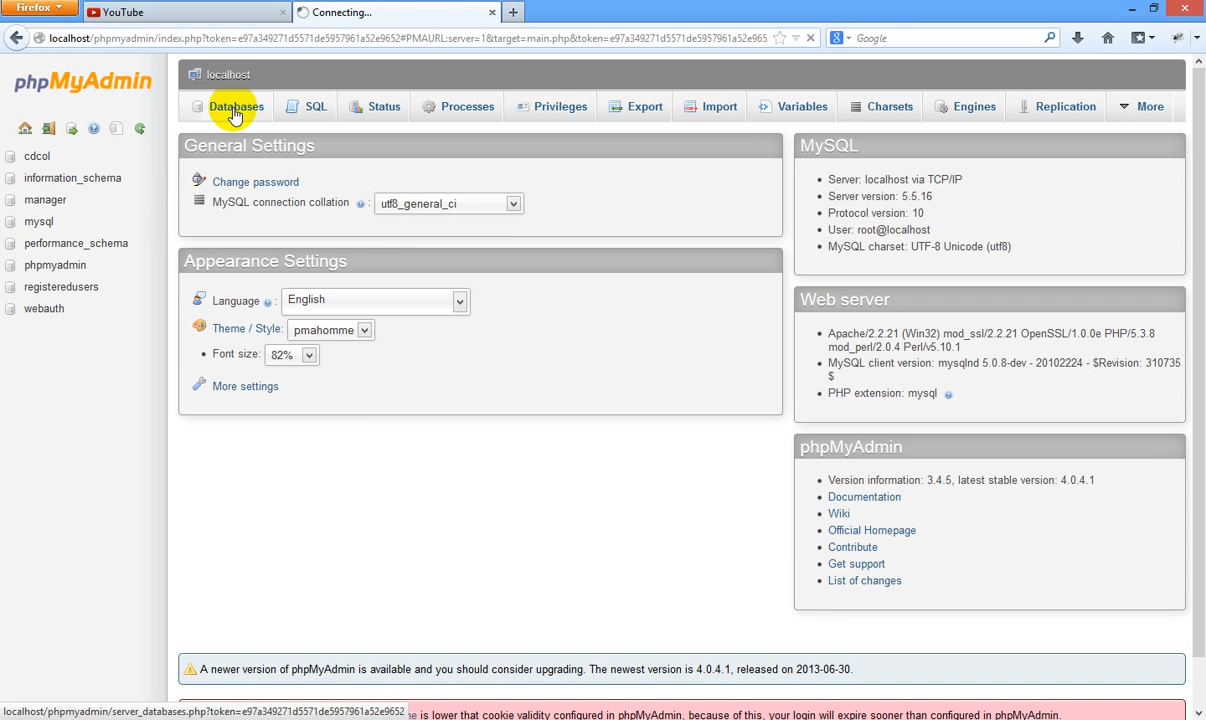 Firefox
YouTube
Connecting...
localhost/phpmyadmin/index.php?token=e97a349271d5571de5957961a52e9652#PMAURL:server=1&target=main.php&token=e97a349271d5571de5957961a52e965
Google
phpMyAdmin
localhost
Databases
SQL
Status
Processes
Privileges
Export
Import
Variables
Charsets
Engines
Replication
More
cdcol
information_schema
manager
mysql
performance_schema
phpmyadmin
registeredusers
webauth
General Settings
Change password
MySQL connection collation : utf8_general_ci
Appearance Settings
Language : English
Theme / Style: pmahomme
Font size: 82%
More settings
MySQL
Server: localhost via TCP/IP
Server version: 5.5.16
Protocol version: 10
User: root@localhost
MySQL charset: UTF-8 Unicode (utf8)
Web server
Apache/2.2.21 (Win32) mod_ssl/2.2.21 OpenSSL/1.0.0e PHP/5.3.8
mod_perl/2.0.4 Perl/v5.10.1
MySQL client version: mysqlnd 5.0.8-dev - 20102224 - $Revision: 310735
$
PHP extension: mysql
phpMyAdmin
Version information: 3.4.5, latest stable version: 4.0.4.1
Documentation
Wiki
Official Homepage
Contribute
Get support
List of changes
A newer version of phpMyAdmin is available and you should consider upgrading. The newest version is 4.0.4.1, released on 2013-06-30.
localhost/phpmyadmin/server_databases.php?token=e97a349271d5571de5957961a52e9652
is lower that cookie validity configured in phpMyAdmin, because of this, your login will expire sooner than configured in phpMyAdmin.